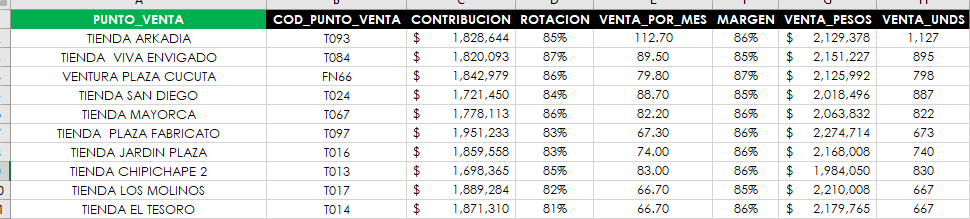 PUNTO_VENTA COD_PUNTO_VENTA CONTRIBUCION ROTACION VENTA_POR_MES MARGEN VENTA_PESOS VENTA_UNDS
TIENDA ARKADIA T093 $ 1,828,644 85% 112.70 86% $ 2,129,378 1,127
TIENDA VIVA ENVIGADO T084 $ 1,820,093 87% 89.50 85% $ 2,151,227 895
VENTURA PLAZA CUCUTA FN66 $ 1,842,979 86% 79.80 87% $ 2,125,992 798
TIENDA SAN DIEGO T024 $ 1,721,450 84% 88.70 85% $ 2,018,496 887
TIENDA MAYORCA T067 $ 1,778,113 86% 82.20 86% $ 2,063,832 822
TIENDA PLAZA FABRICATO T097 $ 1,951,233 83% 67.30 86% $ 2,274,714 673
TIENDA JARDIN PLAZA T016 $ 1,859,558 83% 74.00 86% $ 2,168,008 740
TIENDA CHIPICHAPE 2 T013 $ 1,698,365 85% 83.00 86% $ 1,984,050 830
TIENDA LOS MOLINOS T017 $ 1,889,284 82% 66.70 85% $ 2,210,008 667
TIENDA EL TESORO T014 $ 1,871,310 81% 66.70 86% $ 2,179,765 667